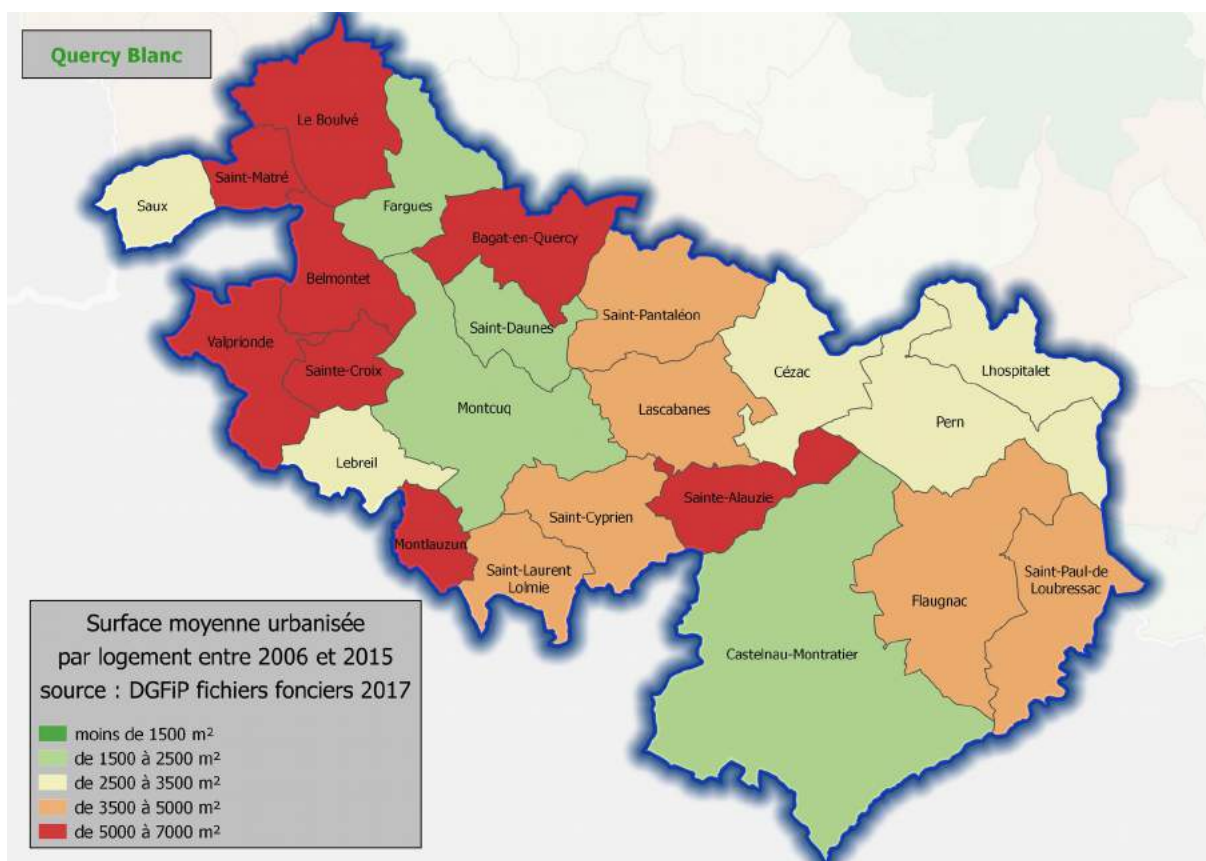 Quercy Blanc
Le Boulvé
Saint-Matré
Saux
Fargues
Bagat-en-Quercy
Belmontet
Saint-Pantaléon
Saint-Daunes
Valprionde
Sainte-Croix
Cézac
Lhospitalet
Montcuq
Lascabanes
Pern
Lebreil
Sainte-Alauzie
Saint-Cyprien
Montlauzun
Saint-Laurent
Lolmie
Saint-Paul-de
Loubressac
Flaugnac
Castelnau-Montratier
Surface moyenne urbanisée
par logement entre 2006 et 2015
source : DGFiP fichiers fonciers 2017
moins de 1500 m²
de 1500 à 2500 m²
de 2500 à 3500 m²
de 3500 à 5000 m²
de 5000 à 7000 m²